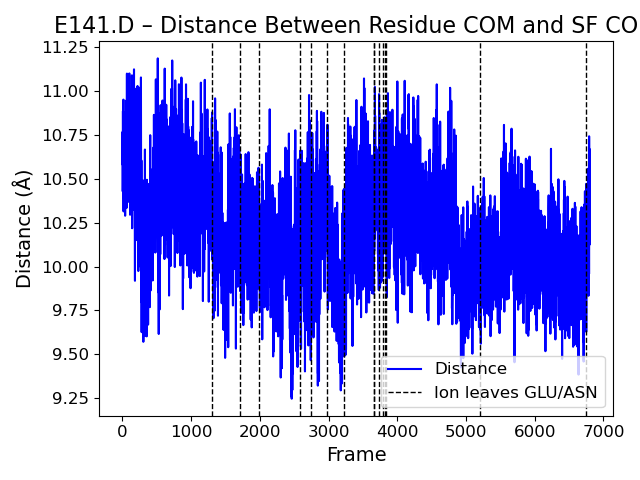 E141.D – Distance Between Residue COM and SF CO
11.25
11.00
10.75
10.50
10.25
10.00
9.75
9.50
9.25
Distance (Å)
Distance
Ion leaves GLU/ASN
0 1000 2000 3000 4000 5000 6000 7000
Frame